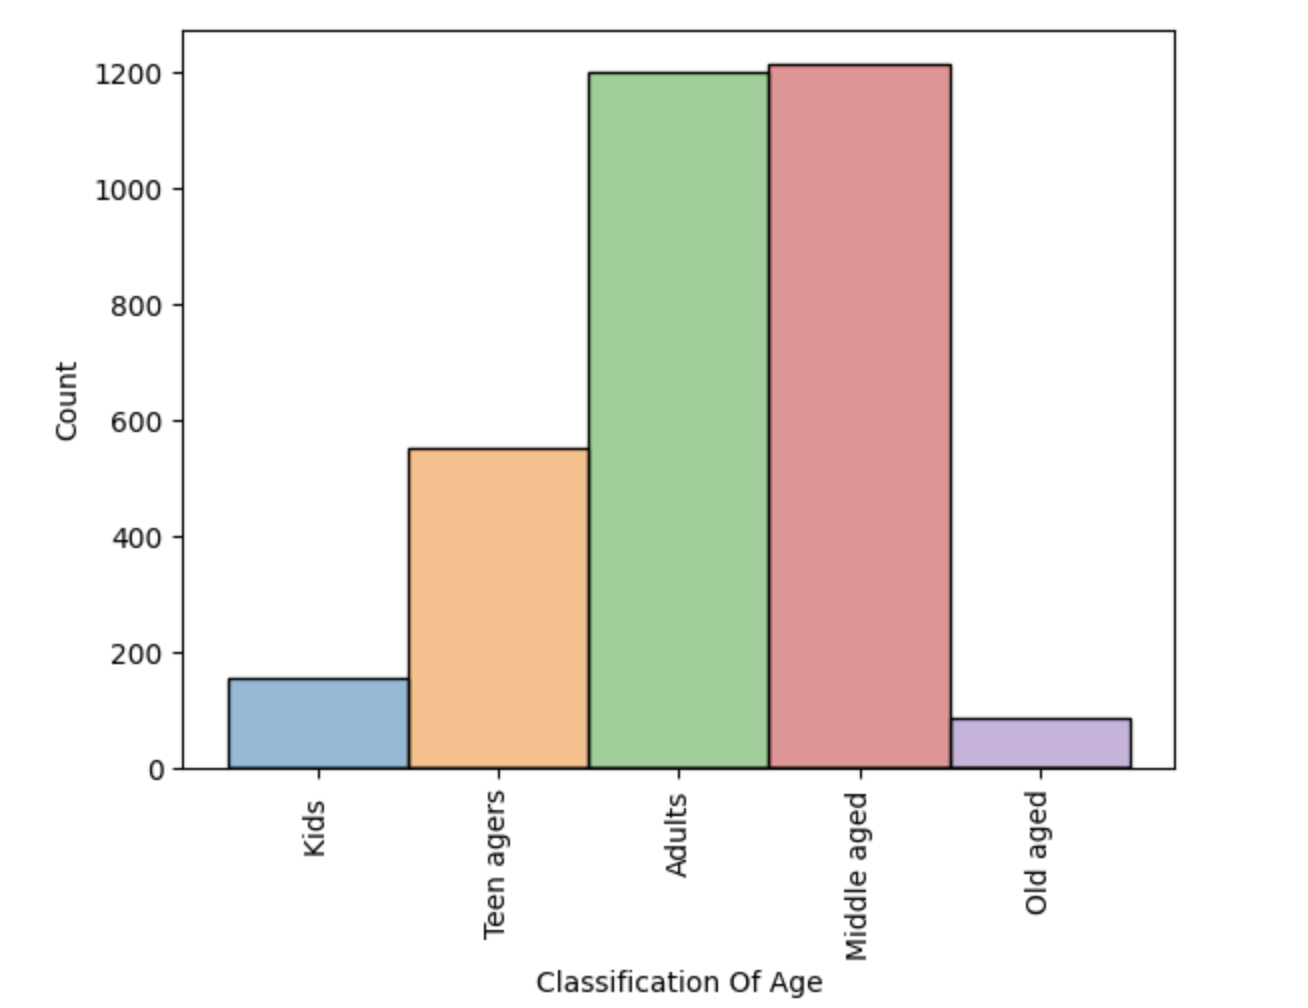 1200
1000
800
600
400
200
0
Count
Kids
Teen agers
Adults
Middle aged
Old aged
Classification Of Age